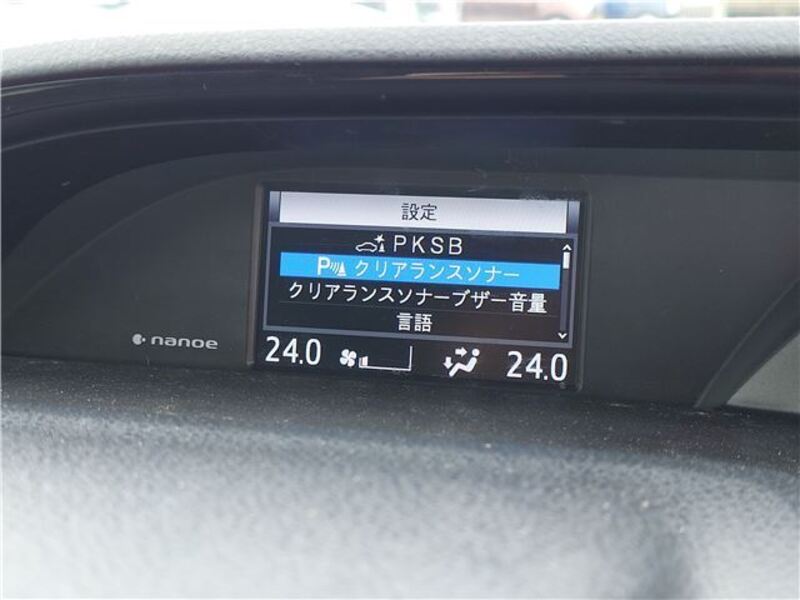 設定
PKSB
P クリアランスソナー
クリアランスソナーブザー音量
言語
nanoe
24.0 24.0